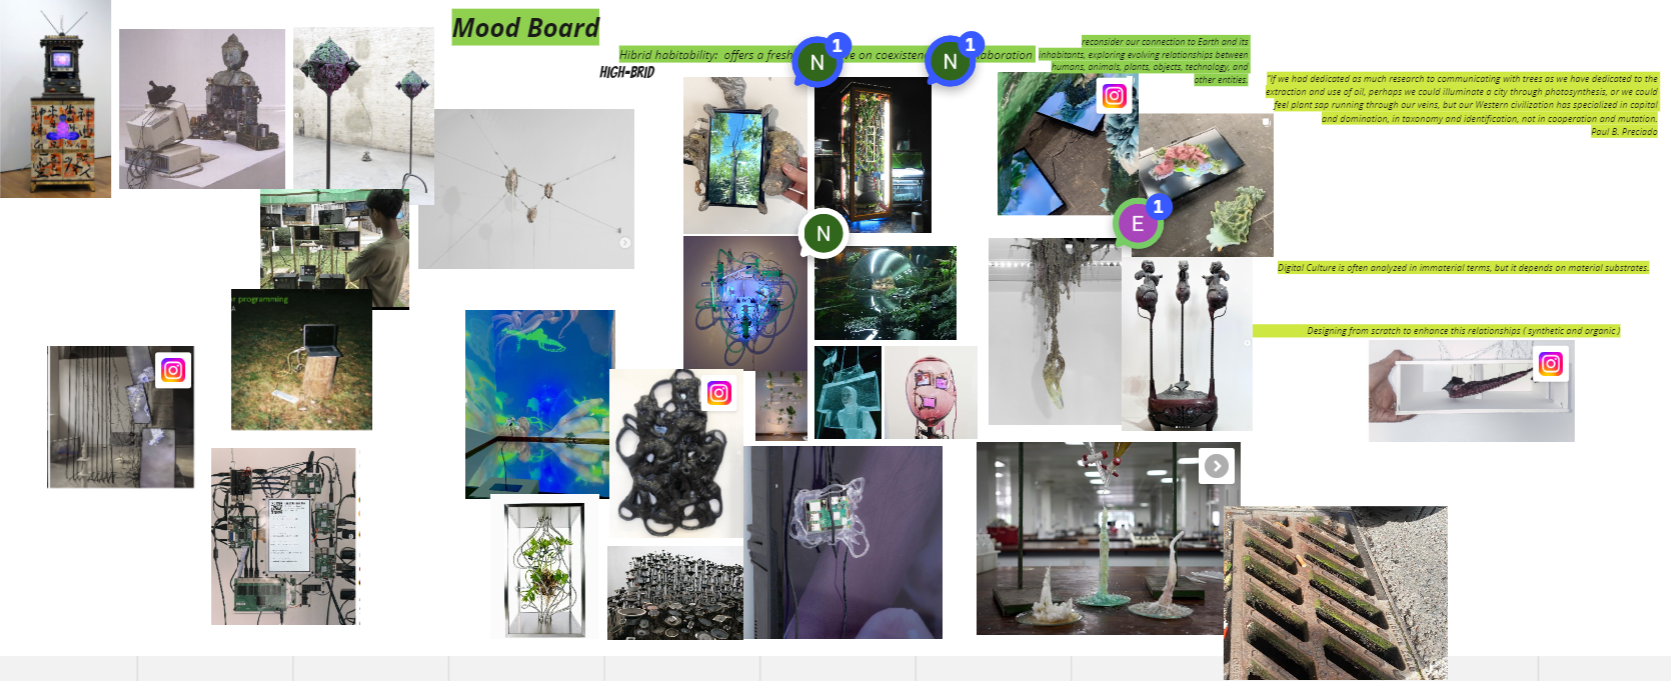 Mood Board
Hibrid habitability: offers a fresh ve on coexisten aboration
HIGH-BRID
reconsider our connection to Earth and its
inhabitants, exploring evolving relationships between
humans, animals, plants, objects, technology, and
other entities.
"if we had dedicated as much research to communicating with trees as we have dedicated to the
extraction and use of oil, perhaps we could illuminate a city through photosynthesis, or we could
feel plant sap running through our veins, but our Western civilization has specialized in capital
and domination, in taxonomy and identification, not in cooperation and mutation.
Paul B. Preciado
N 1
N 1
N
E 1
Digital Culture is often analyzed in immaterial terms, but it depends on material substrates.
r programming
A
Designing from scratch to enhance this relationships ( synthetic and organic )